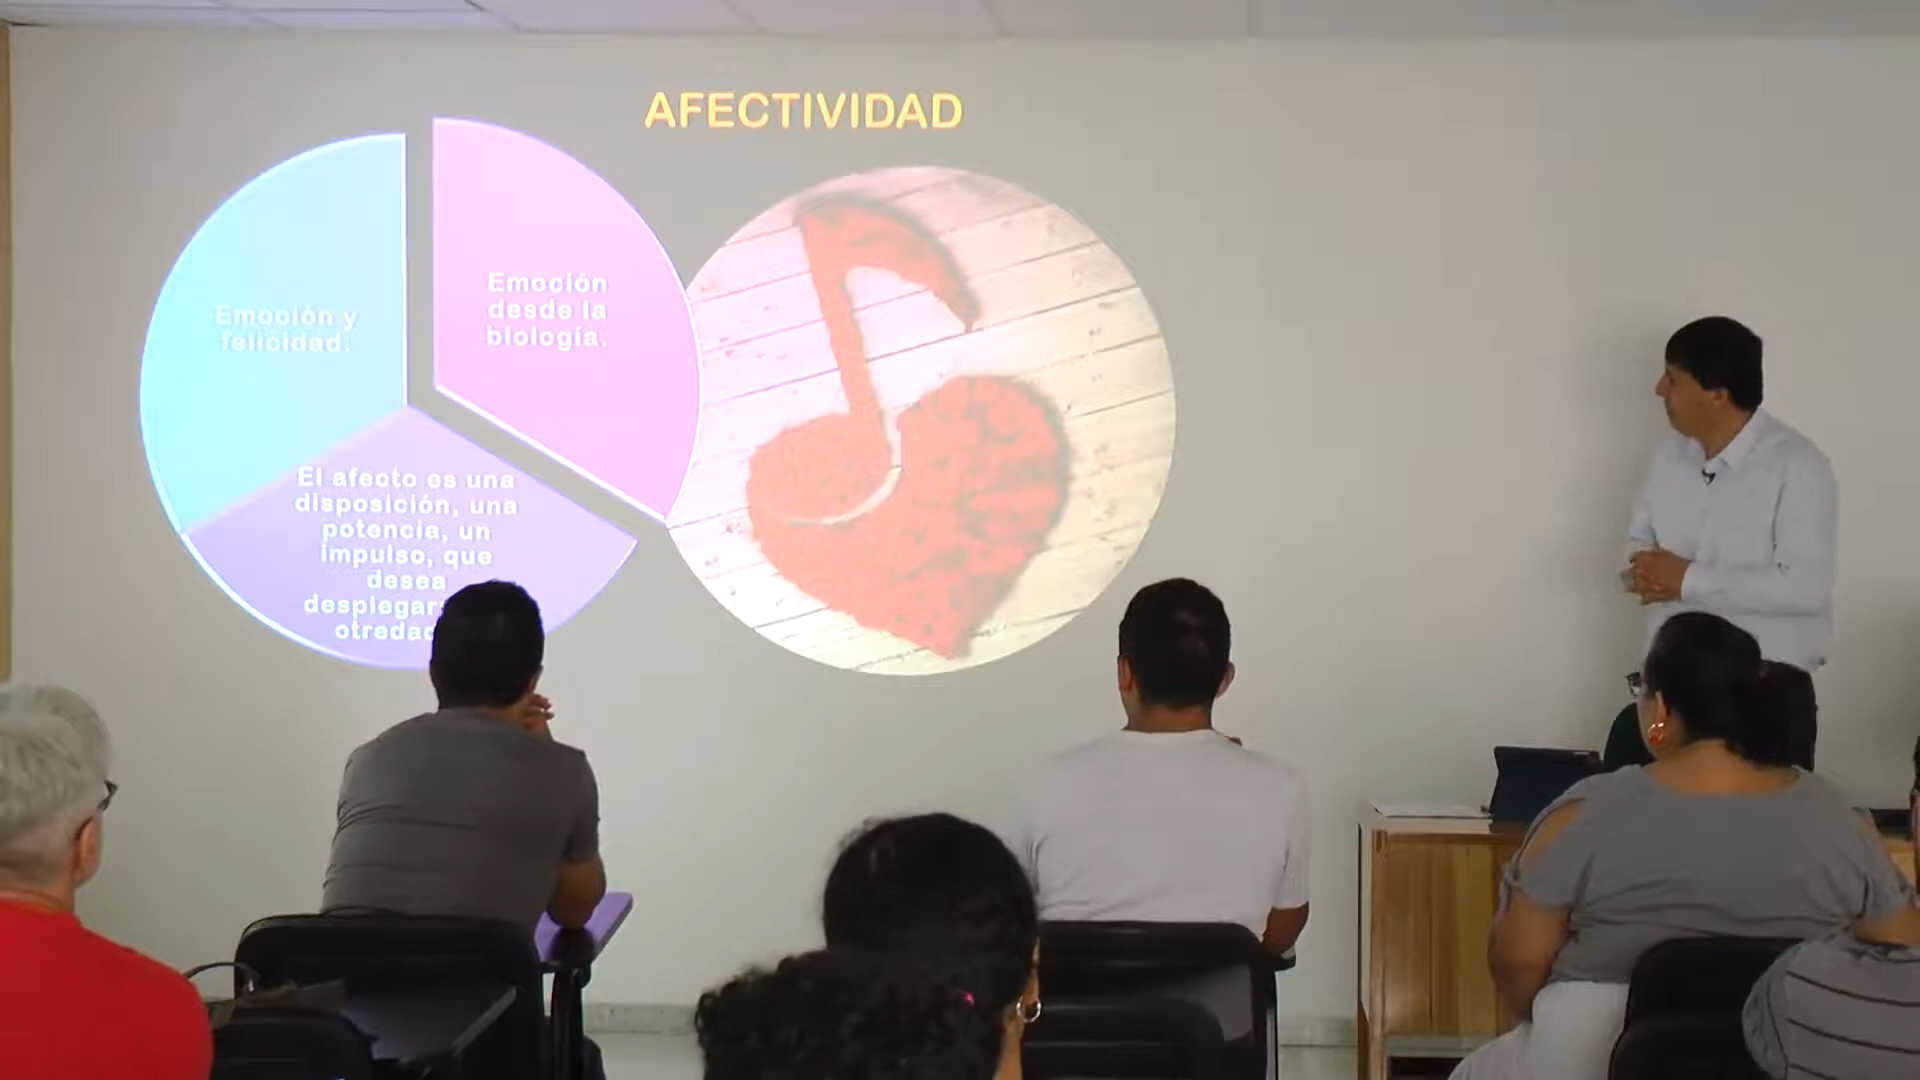 AFECTIVIDAD
Emoción y
felicidad.
Emoción
desde la
biología.
El afecto es una
disposición, una
potencia, un
impulso, que
desea